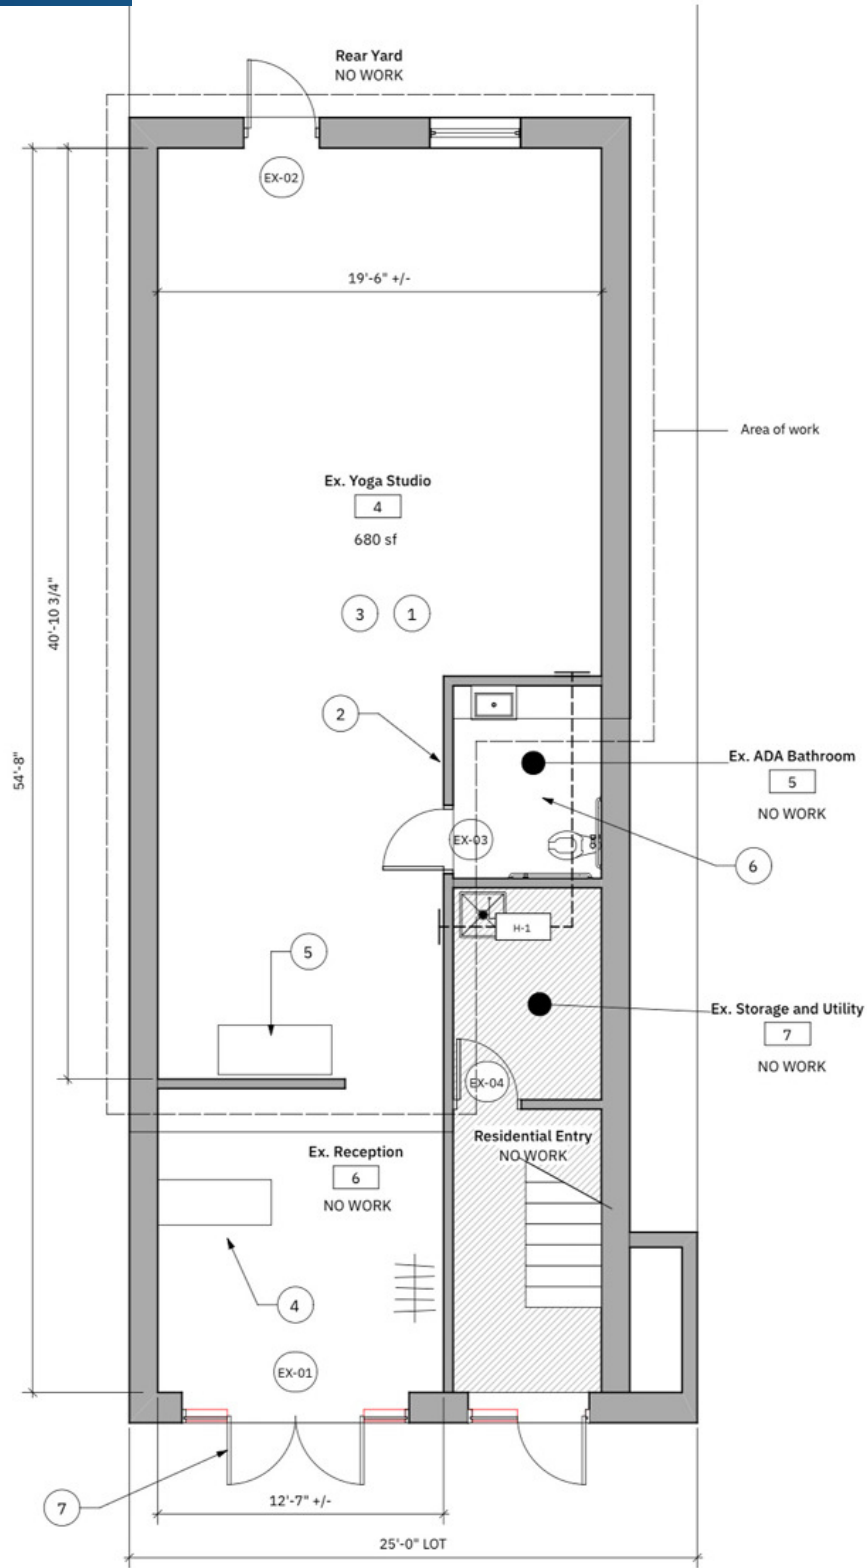 Rear Yard
NO WORK
EX-02
19'-6" +/-
Area of work
Ex. Yoga Studio
4
680 sf
40'-10 3/4"
3
1
2
54'-8"
Ex. ADA Bathroom
5
NO WORK
EX-03
6
H-1
5
Ex. Storage and Utility
7
NO WORK
EX-04
Residential Entry
NO WORK
Ex. Reception
6
NO WORK
4
EX-01
7
12'-7" +/-
25'-0" LOT